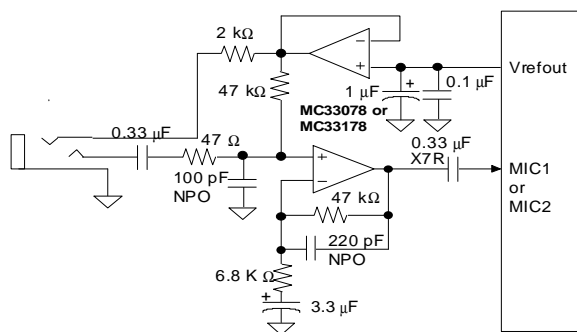 2 kΩ
−
+
Vrefout
47 kΩ
1 µF
+
0.1 µF
MC33078 or
MC33178
0.33 µF
47 Ω
+
−
0.33 µF
X7R
MIC1
or
MIC2
100 pF
NPO
47 kΩ
220 pF
NPO
6.8 K Ω
+
3.3 µF